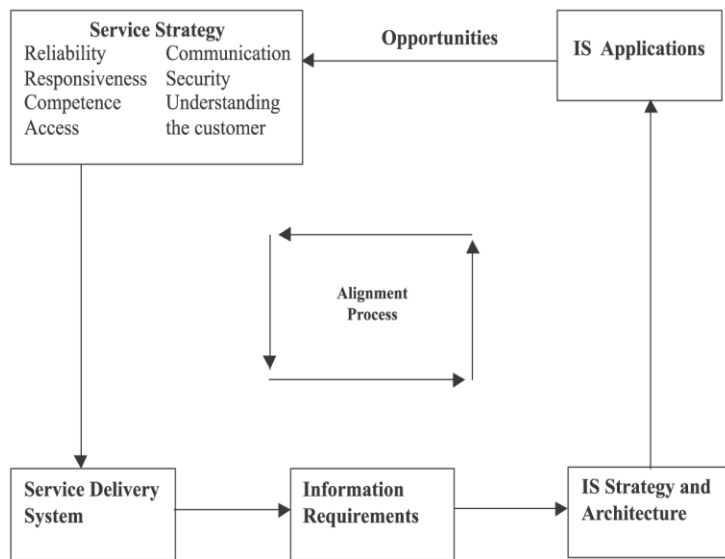 Service Strategy
Reliability Communication
Responsiveness Security
Competence Understanding
Access the customer
Opportunities
IS Applications
Alignment
Process
Service Delivery
System
Information
Requirements
IS Strategy and
Architecture